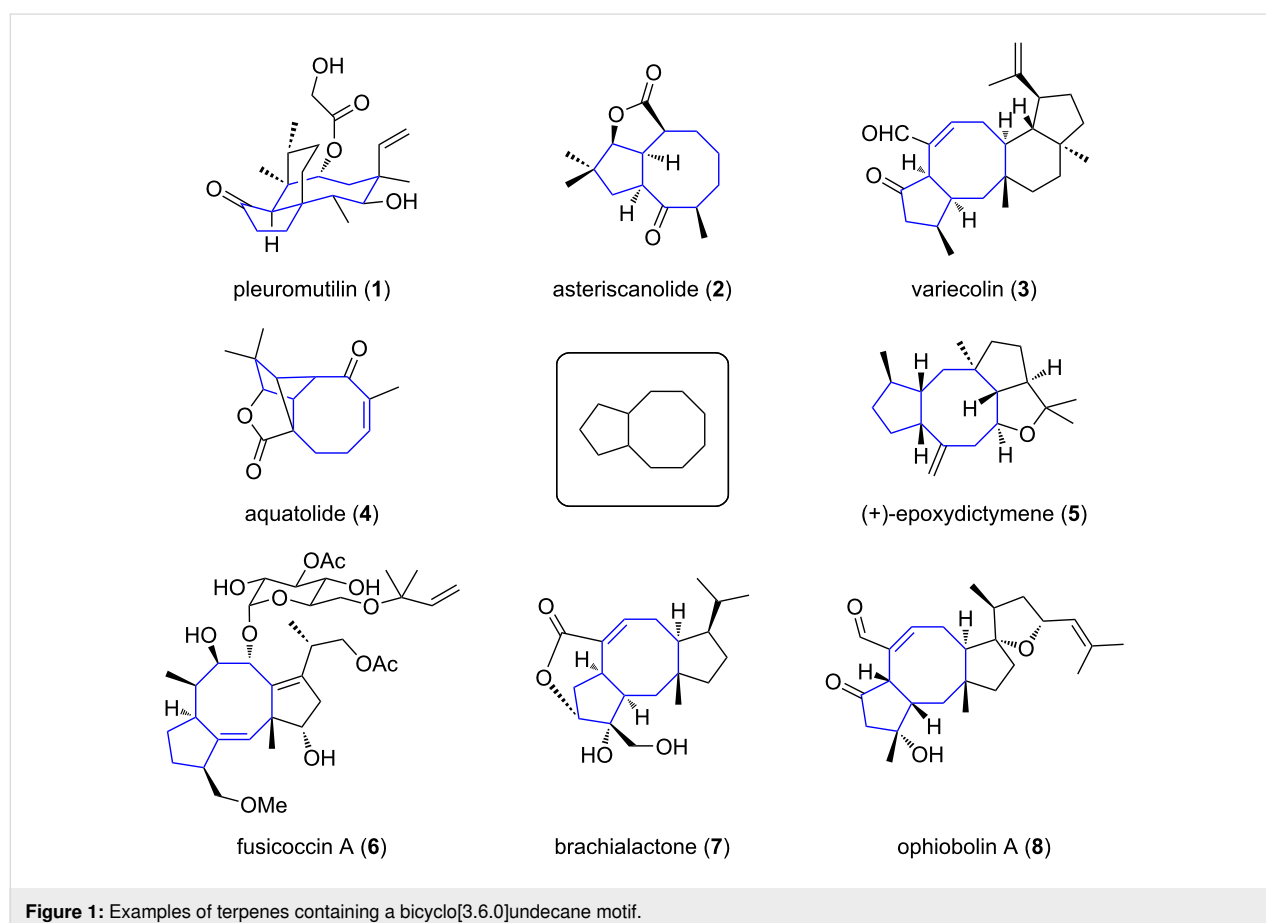 OH
O
O
O
OH
H
pleuromutilin (1)
O
O
H
H
O
asteriscanolide (2)
H
H
OHC
H
O
H
variecolin (3)
O
O
O
aquatolide (4)
H
H
H
O
H
H
(+)-epoxydictymene (5)
OAc
HO
OH
O
O
O
HO
OAc
H
OH
OMe
fusicoccin A (6)
O
H
H
O
H
HO
OH
brachialactone (7)
O
H
O
H
O
H
OH
ophiobolin A (8)
Figure 1: Examples of terpenes containing a bicyclo[3.6.0]undecane motif.